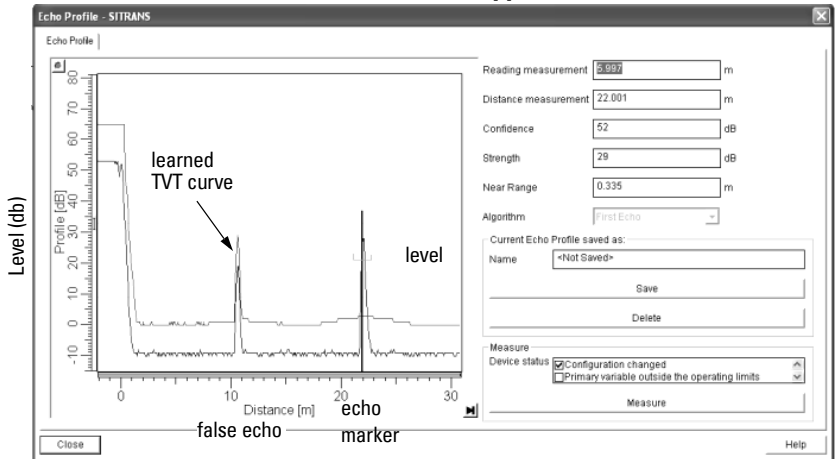 Echo Profile - SITRANS
Echo Profile
Reading measurement 5.997 m
Distance measurement 22.001 m
Confidence 52 dB
Strength 29 dB
Near Range 0.335 m
Algorithm First Echo
Current Echo Profile saved as:
Name <Not Saved>
Save
Delete
Measure
Device status Configuration changed
Primary variable outside the operating limits
Measure
Level (db)
Profile [dB]
80
70
60
50
40
30
20
10
0
-10
learned
TVT curve
level
0 10 20 30
Distance [m]
false echo
echo
marker
Close
Help